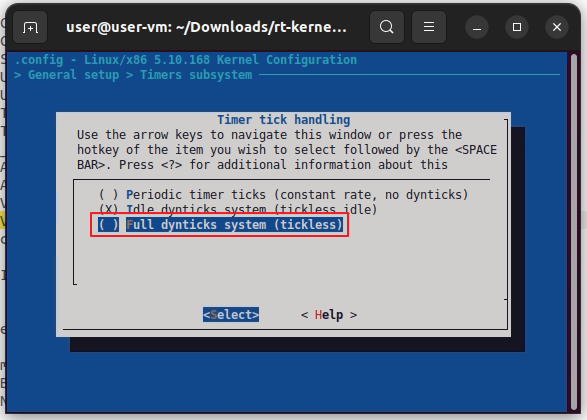 user@user-vm: ~/Downloads/rt-kerne...
.config - Linux/x86 5.10.168 Kernel Configuration
> General setup > Timers subsystem
Timer tick handling
Use the arrow keys to navigate this window or press the
hotkey of the item you wish to select followed by the <SPACE
BAR>. Press <?> for additional information about this
( ) Periodic timer ticks (constant rate, no dynticks)
(X) Idle dynticks system (tickless idle)
( ) Full dynticks system (tickless)
<Select> < Help >